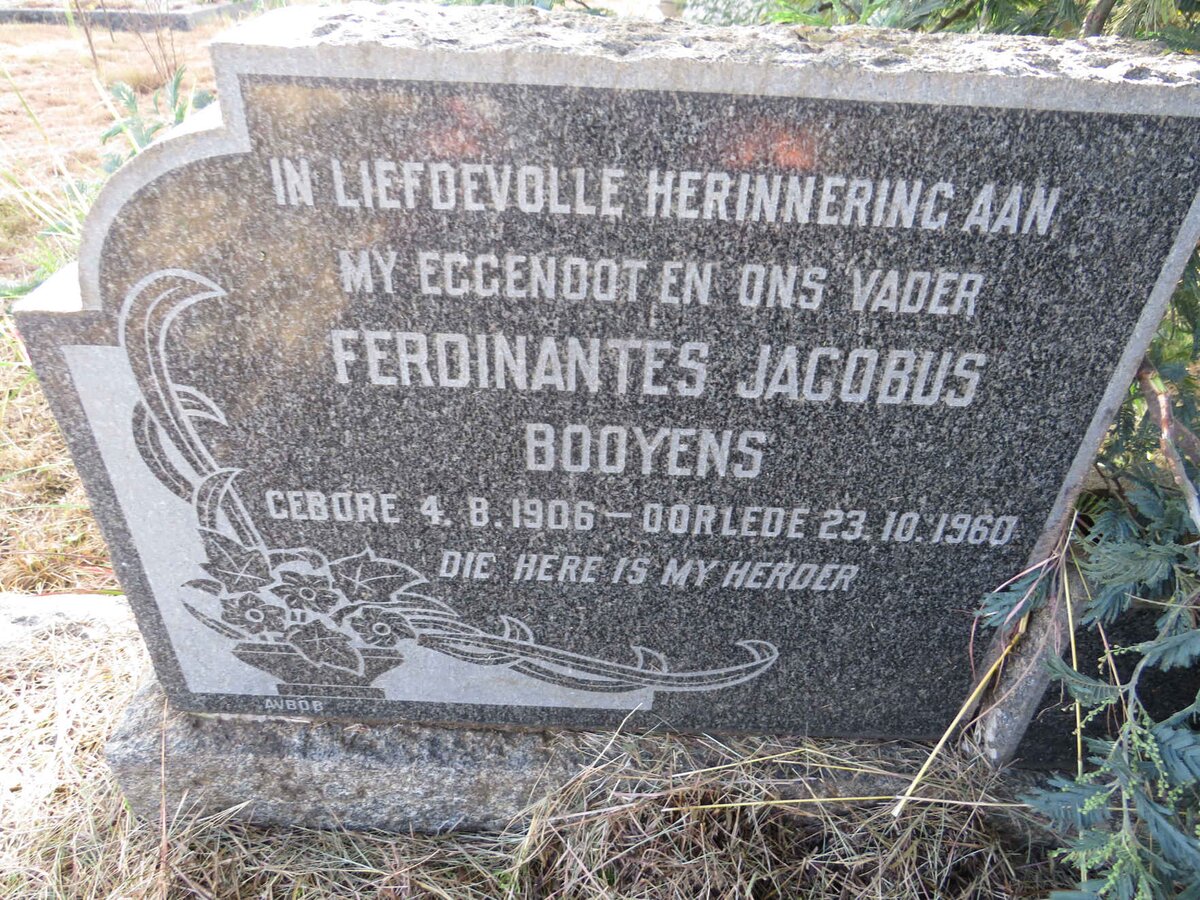 IN LIEFDEVOLLE HERINNERING AAN
MY EGGENOOT EN ONS VADER
FERDINANTES JACOBUS
BOOYENS
GEBORE 4. 8. 1906 – OORLEDE 23. 10. 1960
DIE HERE IS MY HERDER
AVBOB